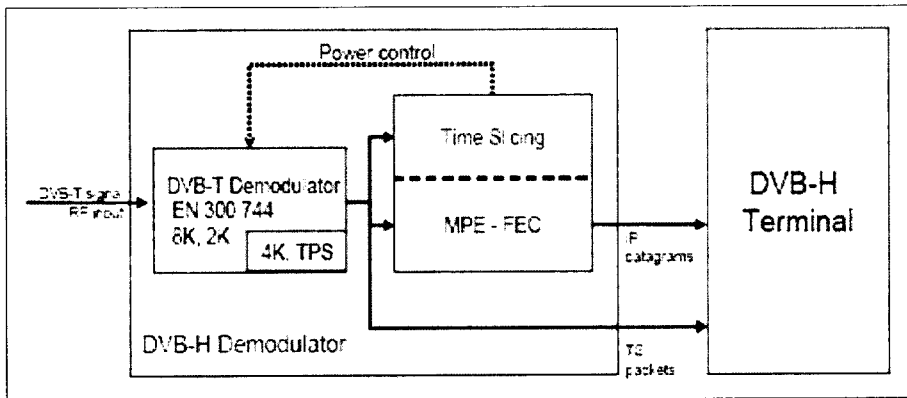 Power control
Time Slicing
DVB-T signal
RF input
DVB-T Demodulator
EN 300 744
8K, 2K
4K, TPS
MPE - FEC
IP
datagrams
DVB-H
Terminal
DVB-H Demodulator
TS
packets